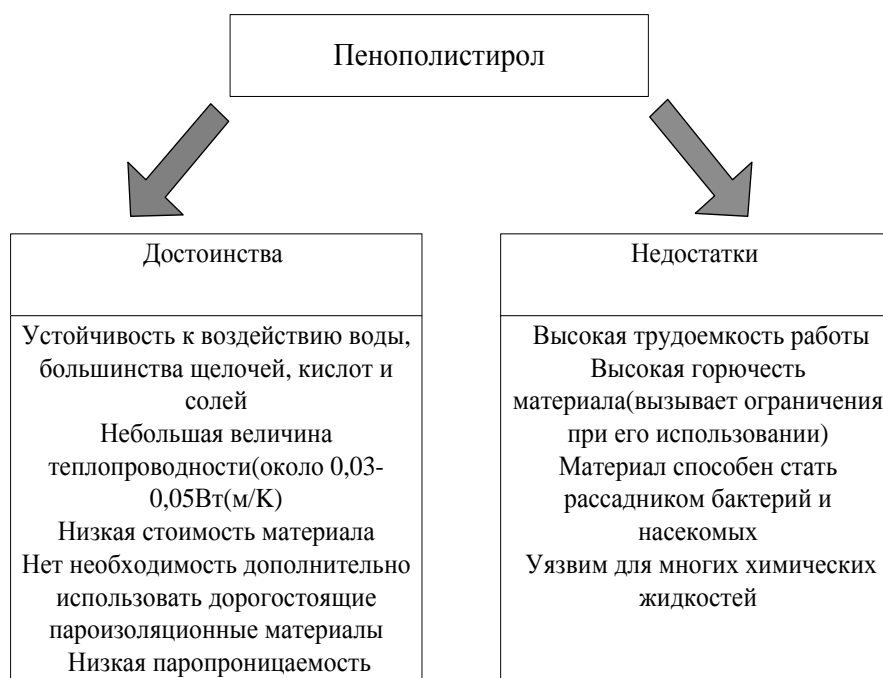 Пенополистирол
Достоинства
Устойчивость к воздействию воды,
большинства щелочей, кислот и
солей
Небольшая величина
теплопроводности(около 0,03-
0,05Вт(м/K)
Низкая стоимость материала
Нет необходимость дополнительно
использовать дорогостоящие
пароизоляционные материалы
Низкая паропроницаемость
Недостатки
Высокая трудоемкость работы
Высокая горючесть
материала(вызывает ограничения
при его использовании)
Материал способен стать
рассадником бактерий и
насекомых
Уязвим для многих химических
жидкостей